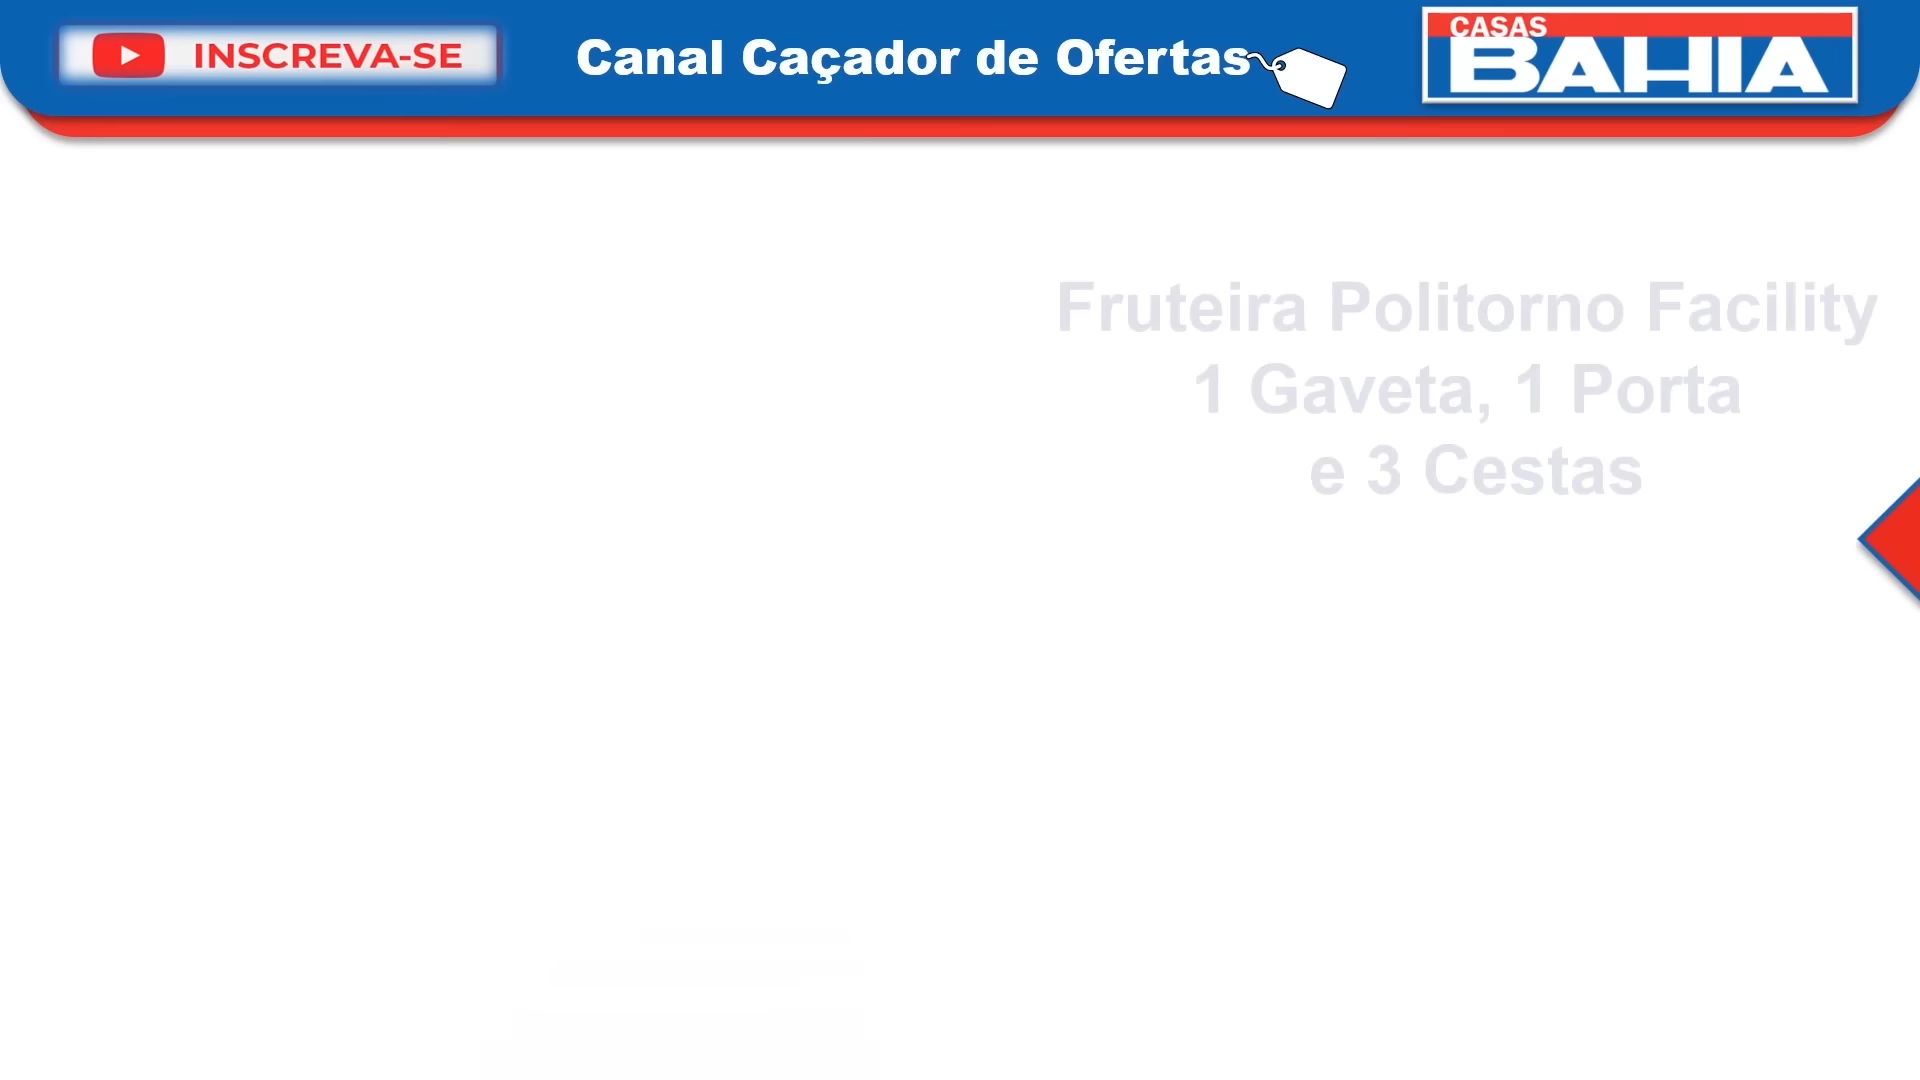 INSCREVA-SE
Canal Caçador de Ofertas
CASAS
BAHIA
Fruteira Politorno Facility
1 Gaveta, 1 Porta
e 3 Cestas